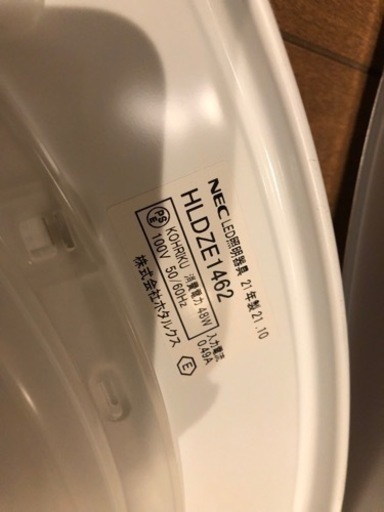 NEC LED照明器具 21年製 21.10
HLDZE1462
PS
E
KOHRIKU 消費電力 48W 入力電流
100V 50/60Hz 0.49A
株式会社ホタルクス
E